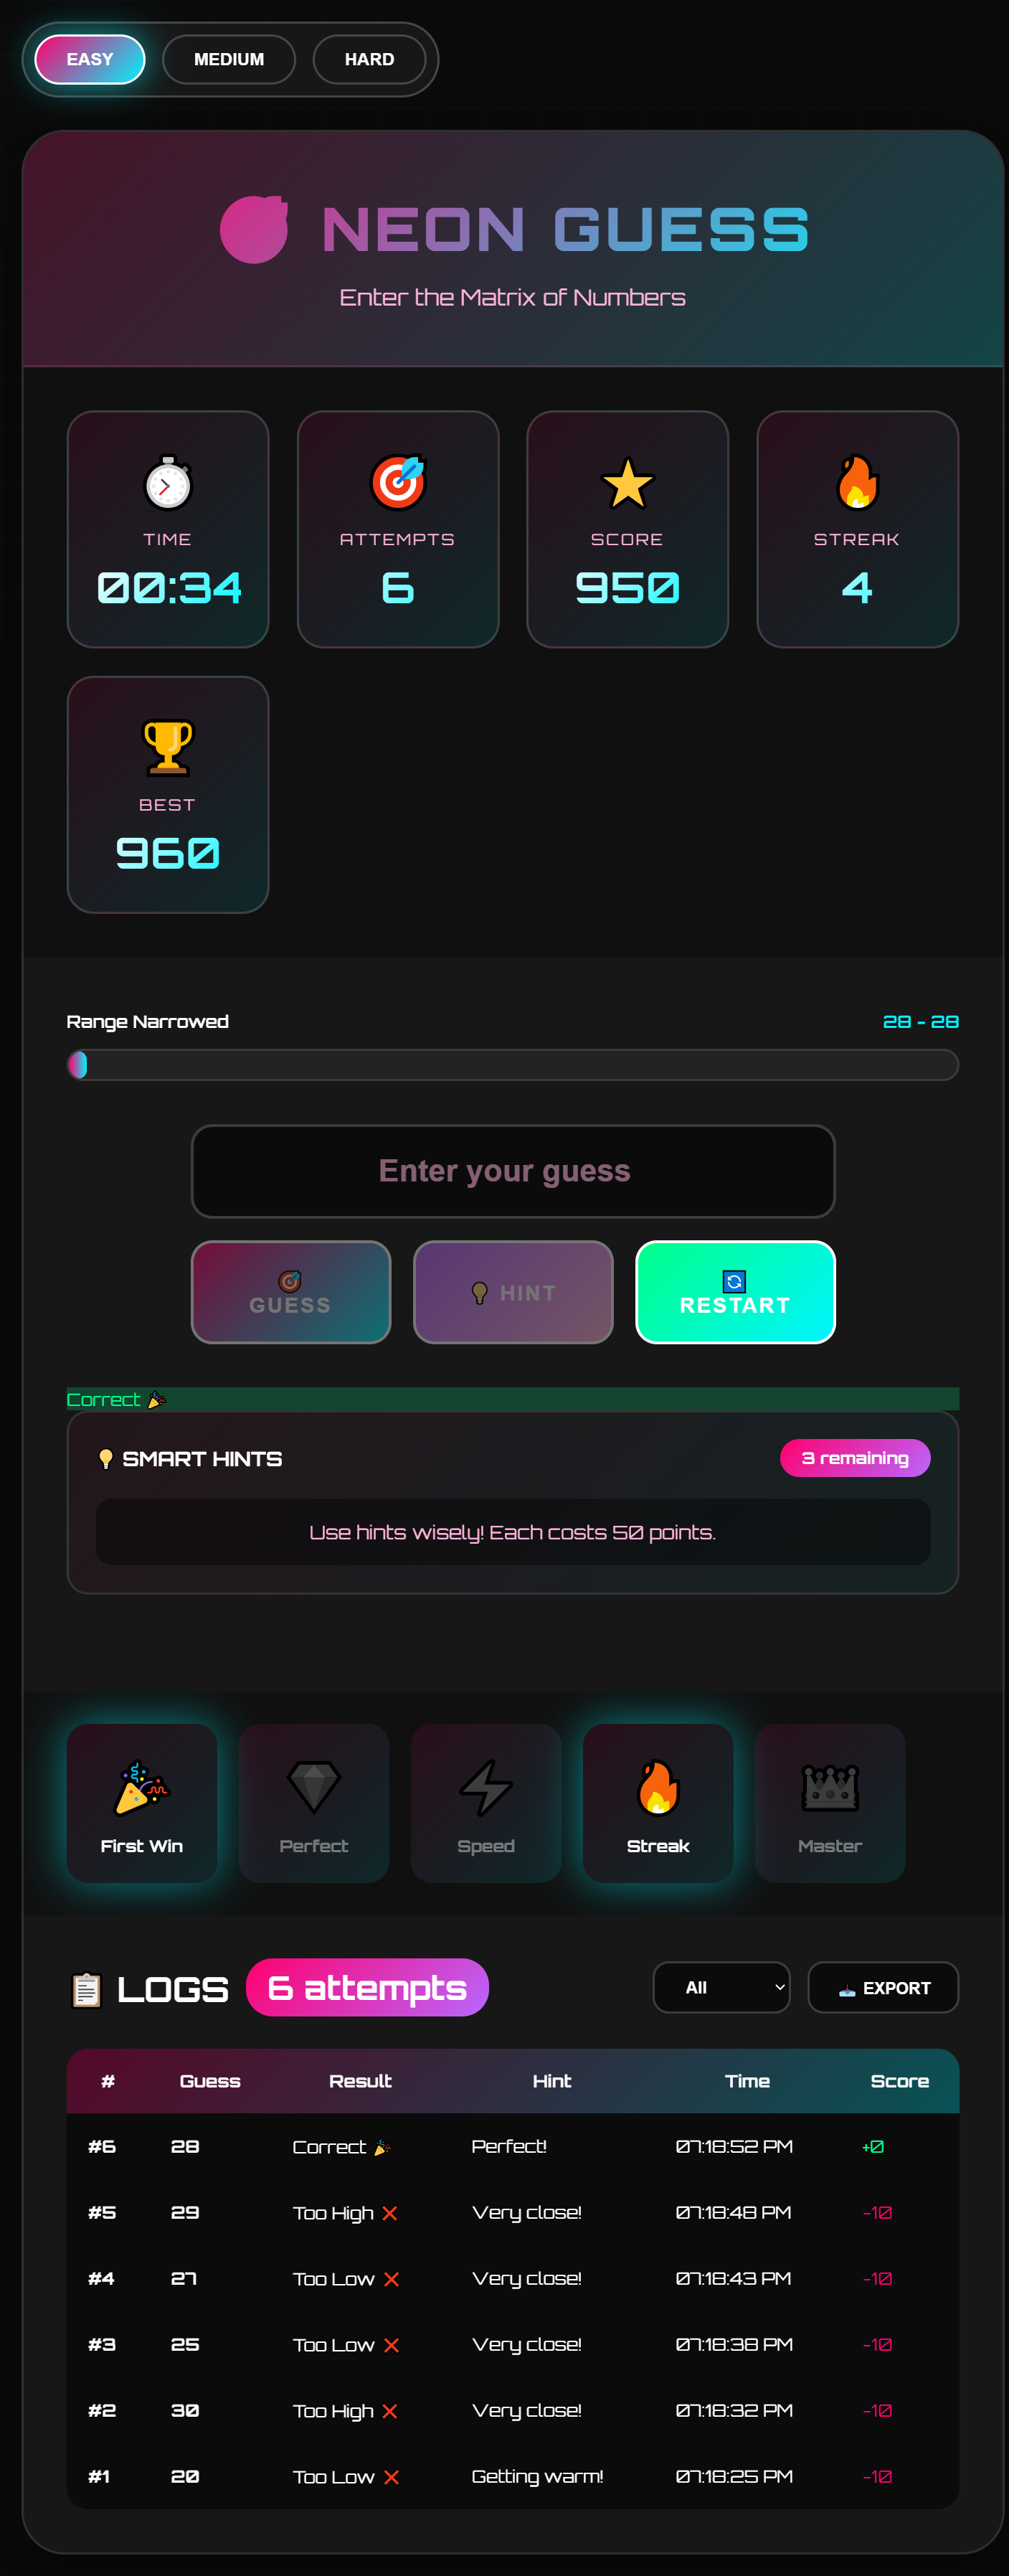 EASY MEDIUM HARD
NEON GUESS
Enter the Matrix of Numbers
TIME ATTEMPTS SCORE STREAK
00:34 6 950 4
BEST
960
Range Narrowed 28 - 28
Enter your guess
GUESS HINT RESTART
Correct 🎉
SMART HINTS 3 remaining
Use hints wisely! Each costs 50 points.
First Win Perfect Speed Streak Master
LOGS 6 attempts All EXPORT
# Guess Result Hint Time Score
#6 28 Correct 🎉 Perfect! 07:18:52 PM +0
#5 29 Too High ❌ Very close! 07:18:48 PM -10
#4 27 Too Low ❌ Very close! 07:18:43 PM -10
#3 25 Too Low ❌ Very close! 07:18:38 PM -10
#2 30 Too High ❌ Very close! 07:18:32 PM -10
#1 20 Too Low ❌ Getting warm! 07:18:25 PM -10